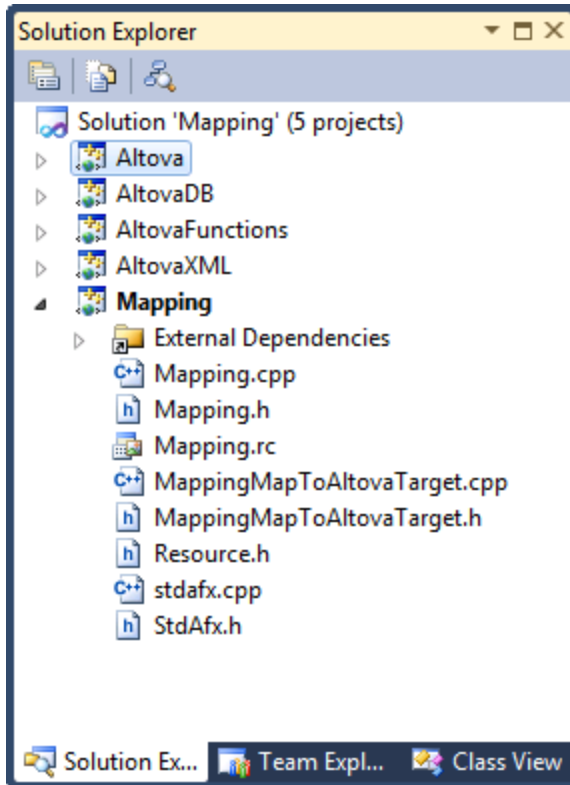 Solution Explorer
Solution 'Mapping' (5 projects)
Altova
AltovaDB
AltovaFunctions
AltovaXML
Mapping
External Dependencies
Mapping.cpp
Mapping.h
Mapping.rc
MappingMapToAltovaTarget.cpp
MappingMapToAltovaTarget.h
Resource.h
stdafx.cpp
StdAfx.h
Solution Ex... Team Expl... Class View